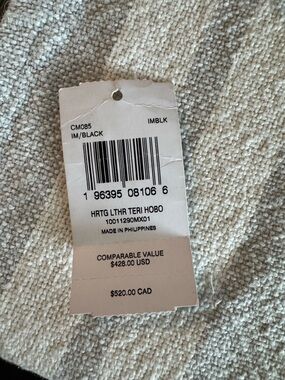 CM085 IMBLK
IM/BLACK
1 96395 08106 6
HRTG LTHR TERI HOBO
10011290MX01
MADE IN PHILIPPINES
COMPARABLE VALUE
$428.00 USD
$520.00 CAD